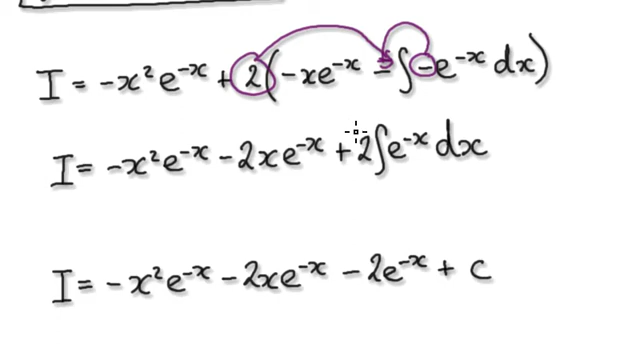 I = -x²e⁻ˣ + 2(-xe⁻ˣ - ∫-e⁻ˣ dx)
I = -x²e⁻ˣ - 2xe⁻ˣ + 2∫e⁻ˣ dx
I = -x²e⁻ˣ - 2xe⁻ˣ - 2e⁻ˣ + c